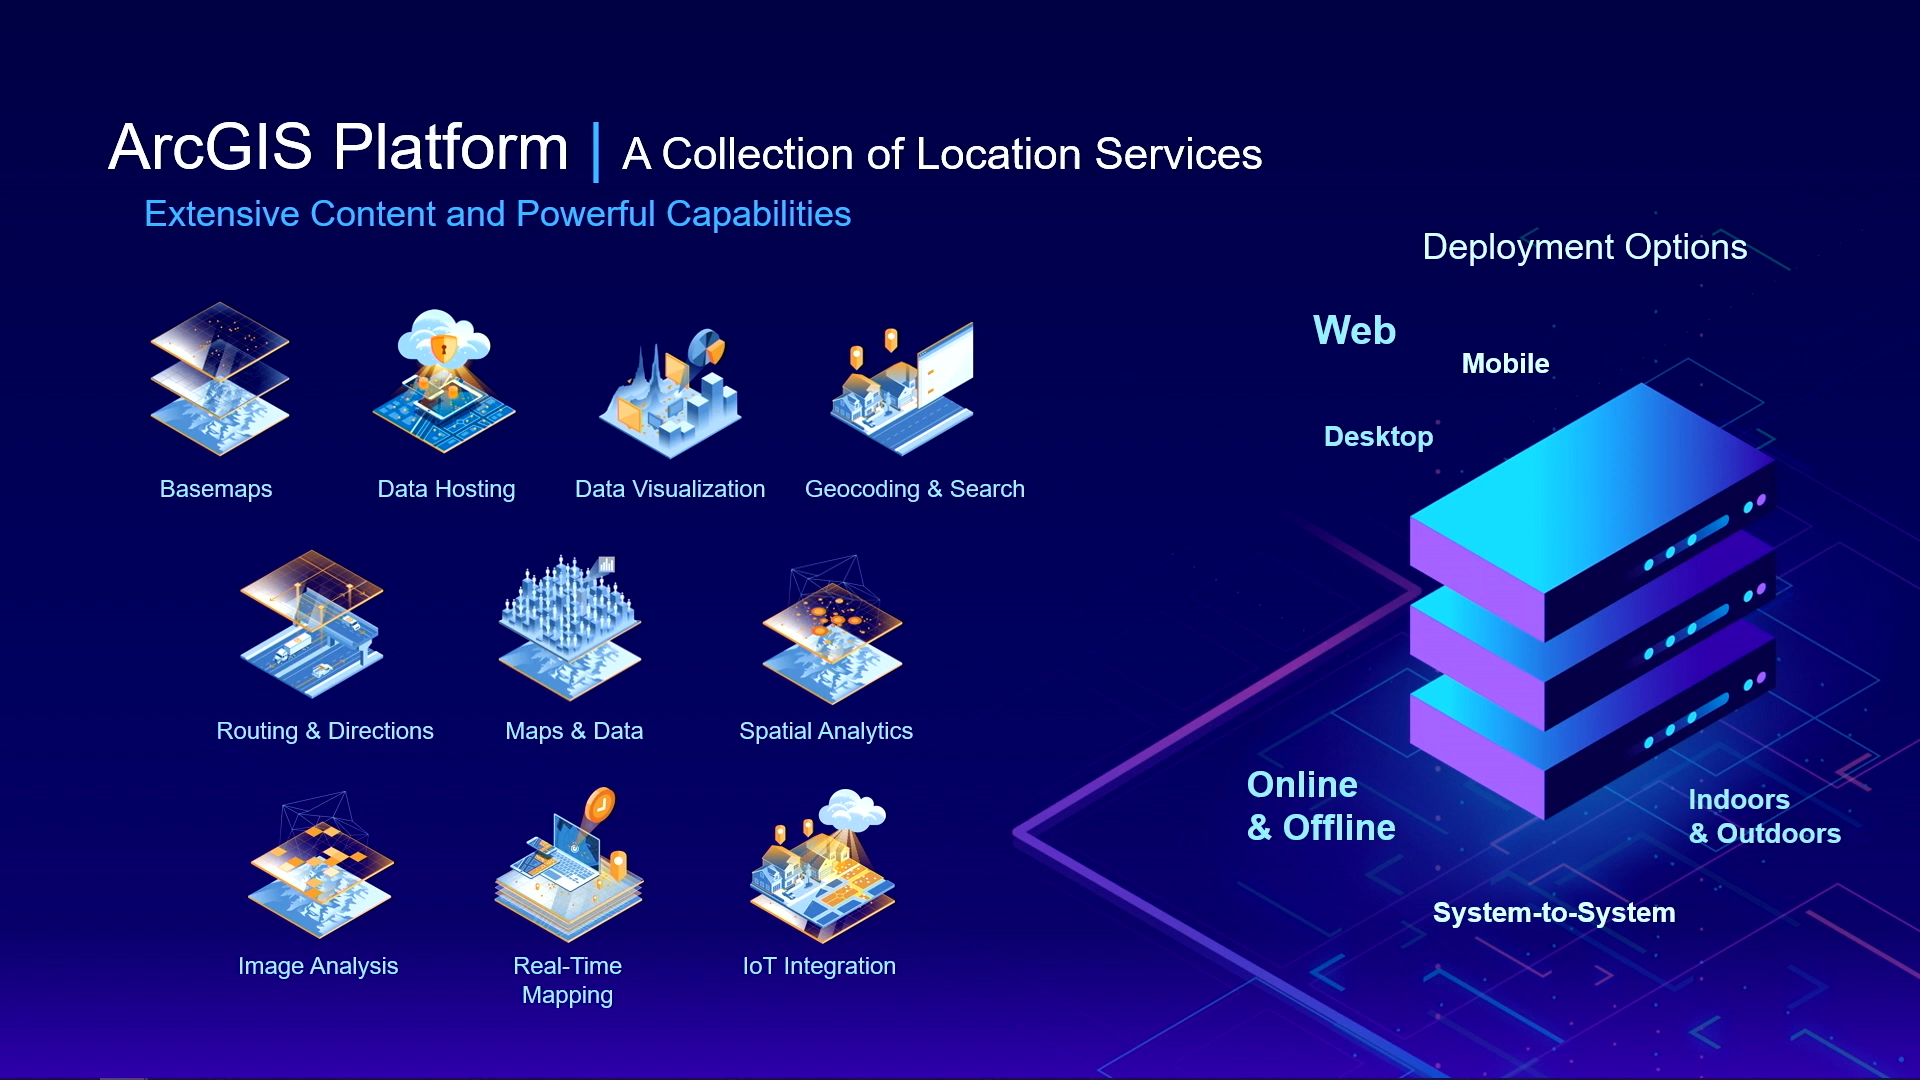 ArcGIS Platform | A Collection of Location Services
Extensive Content and Powerful Capabilities
Deployment Options
Web
Mobile
Desktop
Basemaps
Data Hosting
Data Visualization
Geocoding & Search
Routing & Directions
Maps & Data
Spatial Analytics
Online
& Offline
Indoors
& Outdoors
System-to-System
Image Analysis
Real-Time
Mapping
IoT Integration